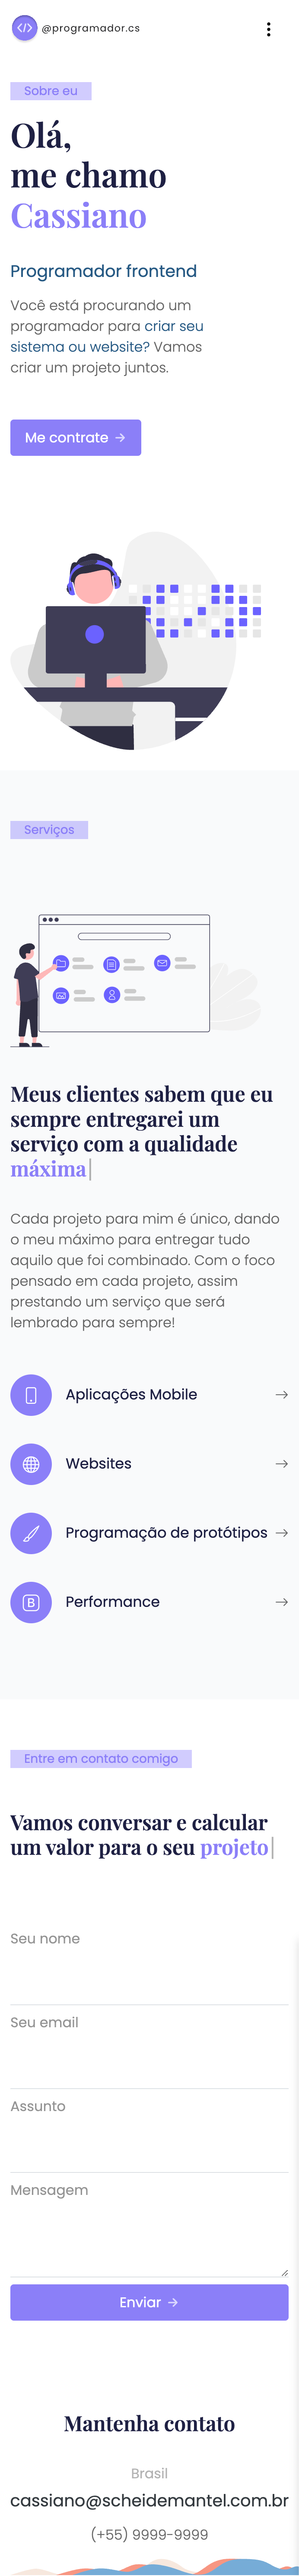 @programador.cs
Sobre eu
Olá,
me chamo
Cassiano
Programador frontend
Você está procurando um
programador para criar seu
sistema ou website? Vamos
criar um projeto juntos.
Me contrate →
Serviços
Meus clientes sabem que eu
sempre entregarei um
serviço com a qualidade
máxima|
Cada projeto para mim é único, dando
o meu máximo para entregar tudo
aquilo que foi combinado. Com o foco
pensado em cada projeto, assim
prestando um serviço que será
lembrado para sempre!
Aplicações Mobile →
Websites →
Programação de protótipos →
B Performance →
Entre em contato comigo
Vamos conversar e calcular
um valor para o seu projeto|
Seu nome
Seu email
Assunto
Mensagem
Enviar →
Mantenha contato
Brasil
cassiano@scheidemantel.com.br
(+55) 9999-9999